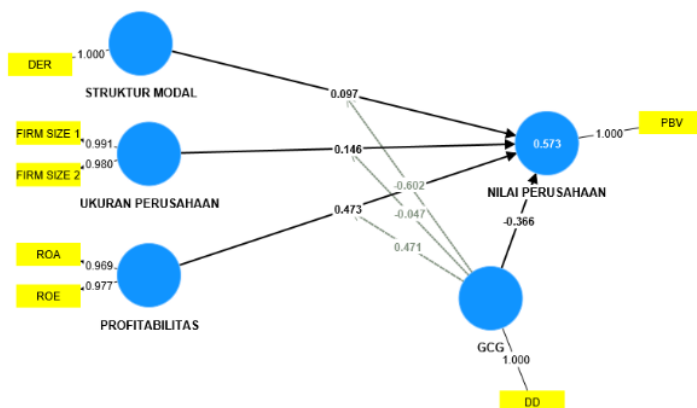 DER
1.000
STRUKTUR MODAL
0.097
FIRM SIZE 1
0.991
FIRM SIZE 2
0.980
UKURAN PERUSAHAAN
0.146
PBV
1.000
0.573
NILAI PERUSAHAAN
-0.602
-0.047
0.471
0.473
-0.366
ROA
0.969
ROE
0.977
PROFITABILITAS
GCG
1.000
DD